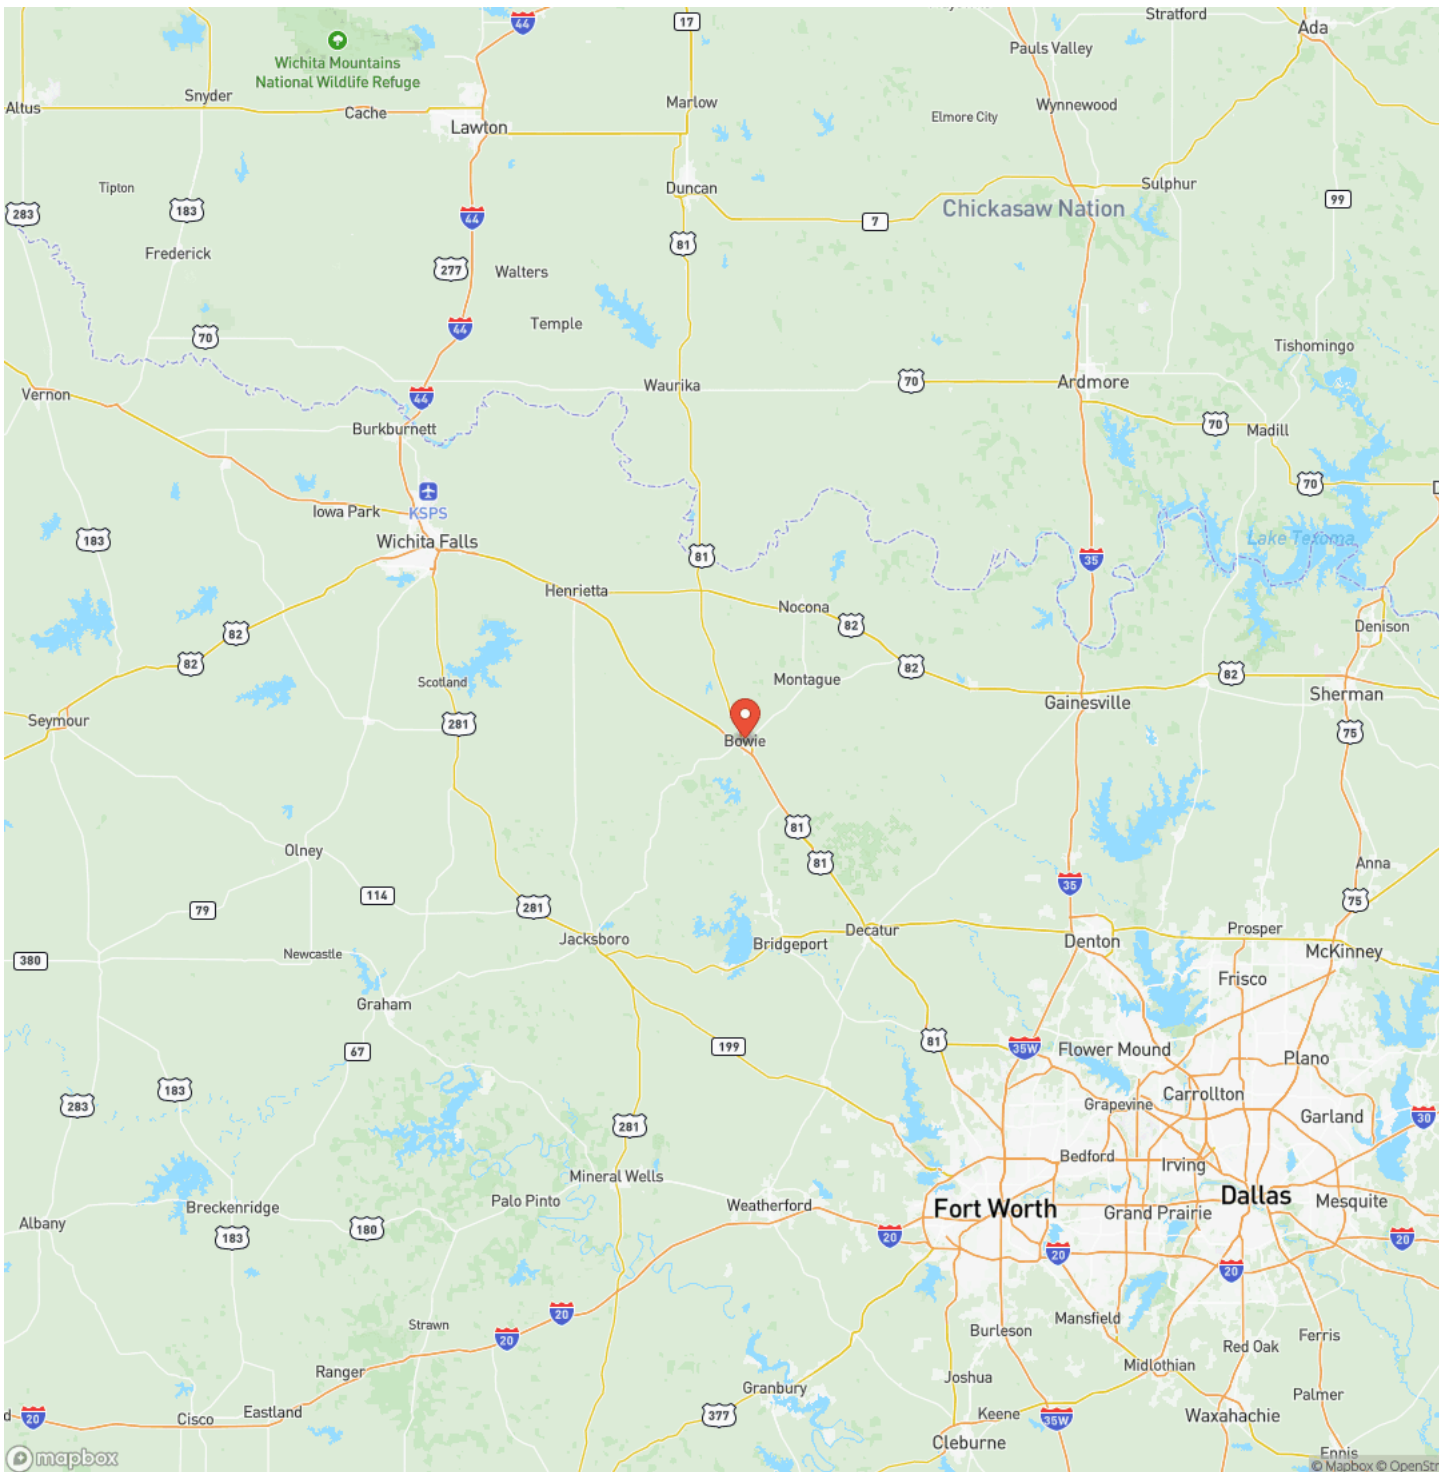 44
17
Stratford
Ada
Pauls Valley
Wichita Mountains
National Wildlife Refuge
Snyder
Altus
Cache
Marlow
Wynnewood
Elmore City
Lawton
Tipton
Duncan
Sulphur
283
183
44
Chickasaw Nation
99
7
81
Frederick
277
Walters
44
Temple
70
Tishomingo
Waurika
70
Ardmore
Vernon
44
Burkburnett
70
Madill
70
Iowa Park
KSPS
183
Wichita Falls
Lake Texoma
81
35
Henrietta
Nocona
82
82
Denison
82
82
82
Scotland
Montague
Sherman
Seymour
281
Gainesville
75
Bowie
81
Olney
81
Anna
35
114
75
79
281
Jacksboro
Bridgeport
Decatur
Denton
Prosper
McKinney
380
Newcastle
Frisco
Graham
81
35W
Flower Mound
Plano
67
199
183
Carrollton
283
Grapevine
Garland
30
281
Bedford
Irving
Mineral Wells
Palo Pinto
Weatherford
Breckenridge
Fort Worth
Dallas
Mesquite
Albany
180
183
Grand Prairie
20
20
20
20
20
Strawn
20
Mansfield
Burleson
Ferris
Red Oak
Ranger
Midlothian
Joshua
Granbury
Palmer
d
20
Cisco
Eastland
377
Keene
35W
Waxahachie
Cleburne
Ennis
mapbox
© Mapbox © OpenStr